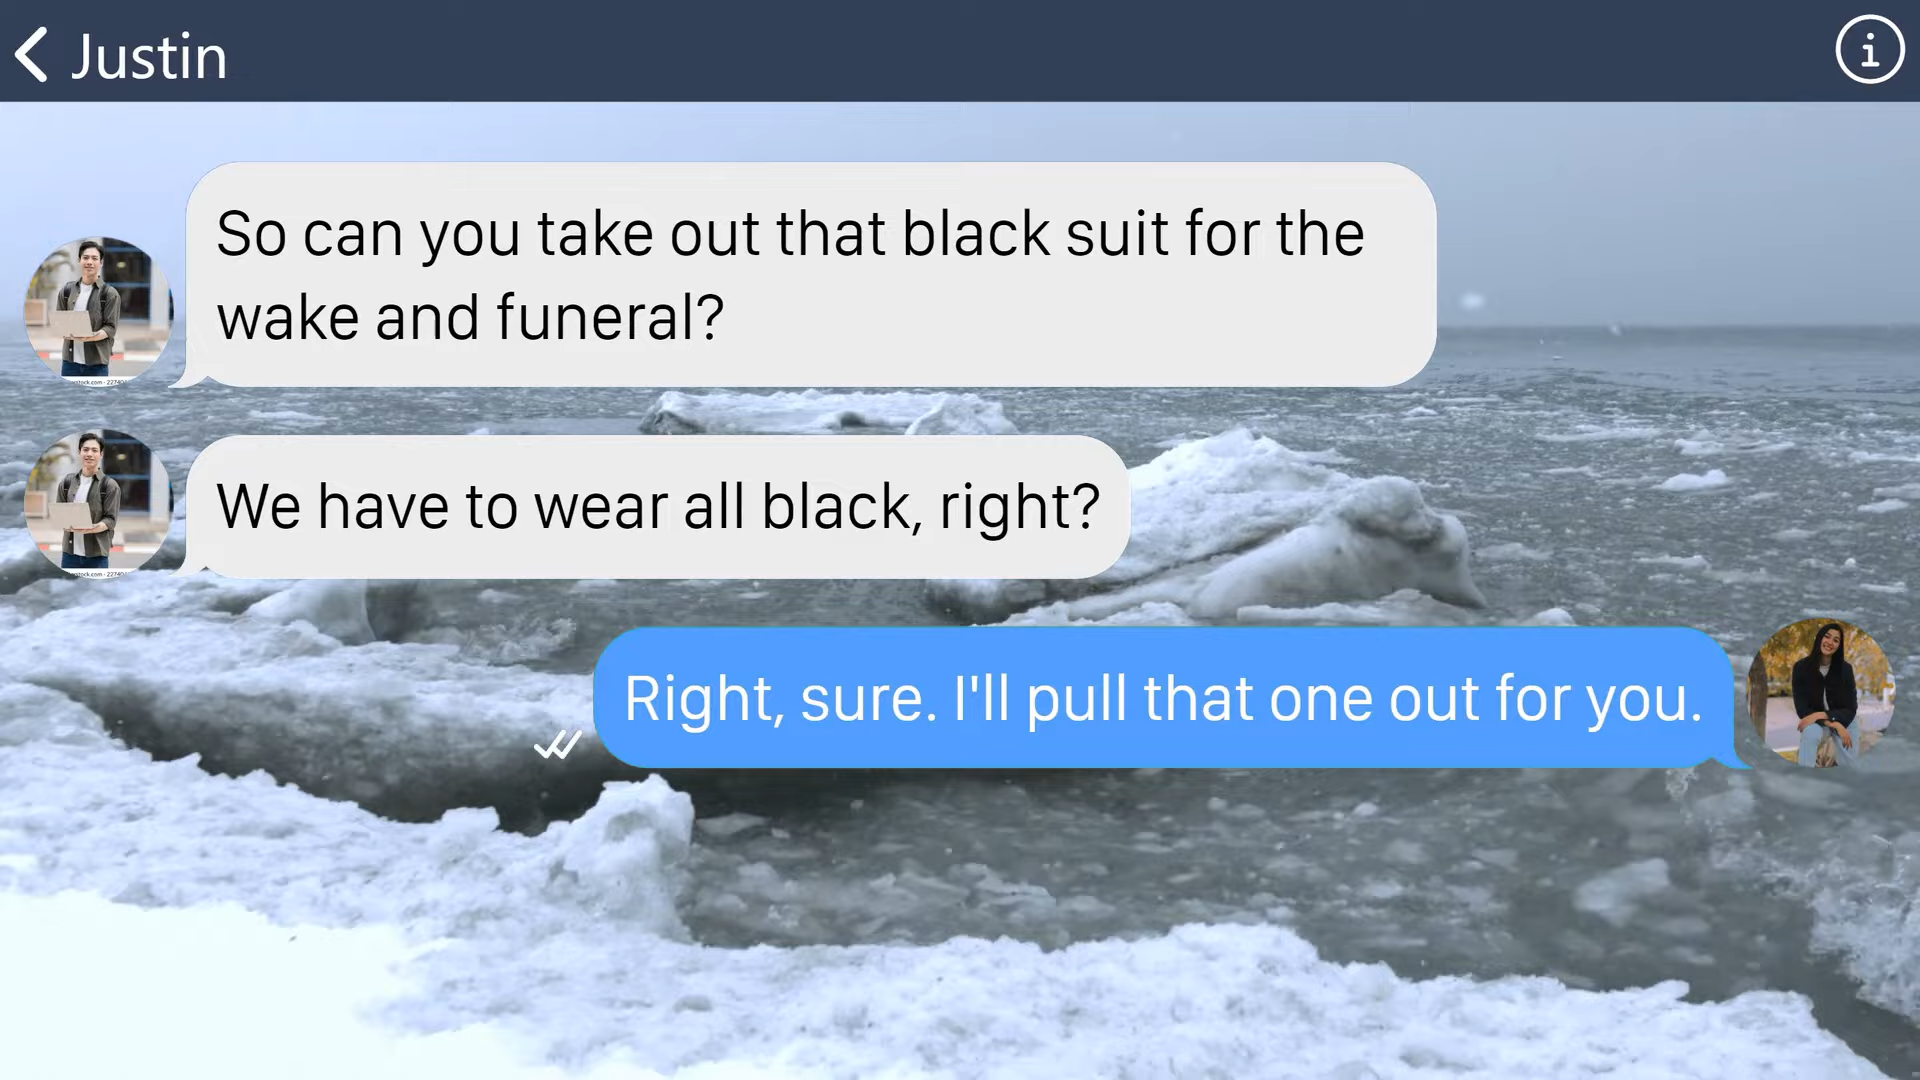 Justin
So can you take out that black suit for the
wake and funeral?
We have to wear all black, right?
Right, sure. I'll pull that one out for you.